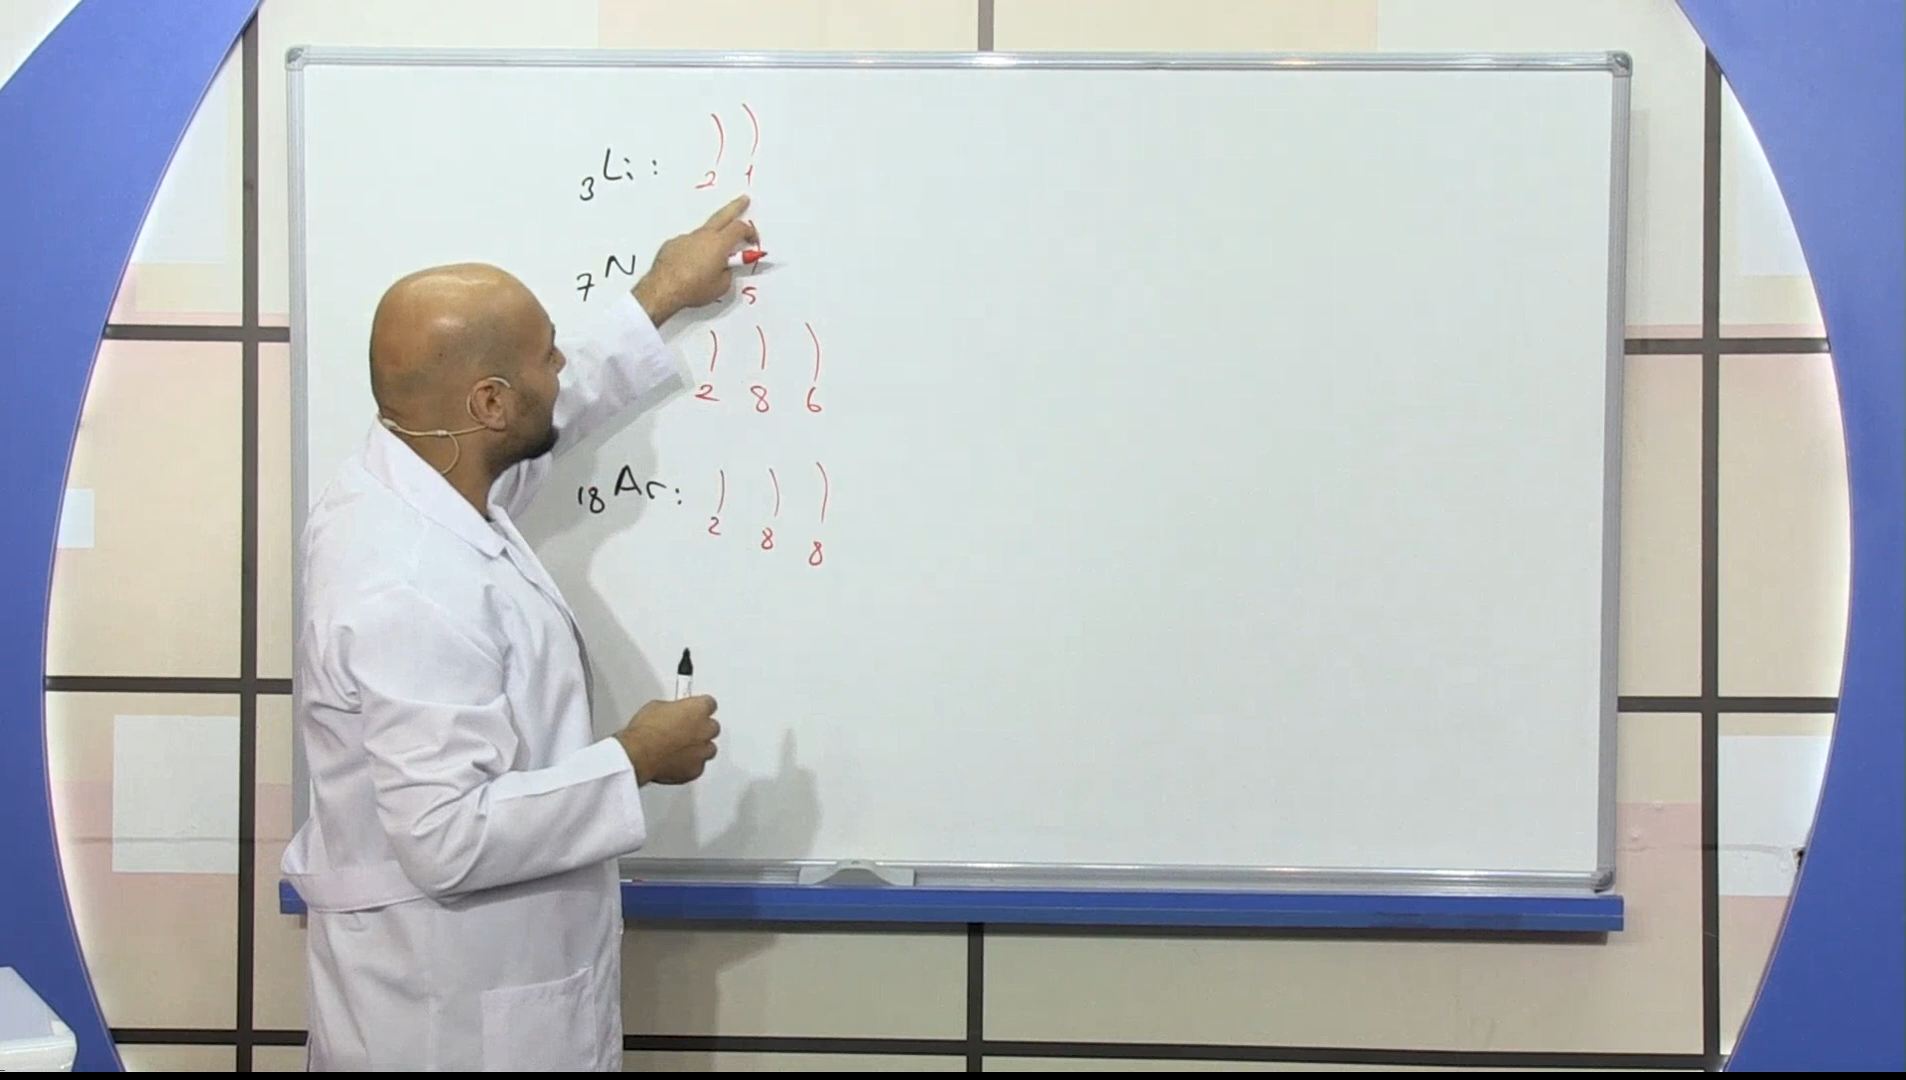 3Li: ) ) 2 1
7N ) 5
) ) ) 2 8 6
18Ar: ) ) ) 2 8 8